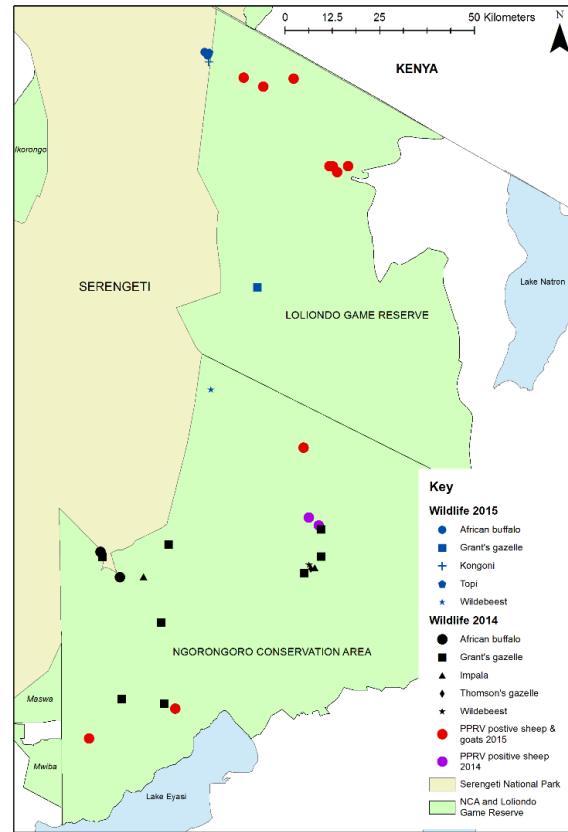 0 12.5 25 50 Kilometers
N
KENYA
Ikorongo
SERENGETI
Lake Natron
LOLIONDO GAME RESERVE
NGORONGORO CONSERVATION AREA
Maswa
Mwiba
Lake Eyasi
Key
Wildlife 2015
African buffalo
Grant's gazelle
Kongoni
Topi
Wildebeest
Wildlife 2014
African buffalo
Grant's gazelle
Impala
Thomson's gazelle
Wildebeest
PPRV postive sheep &
goats 2015
PPRV positive sheep
2014
Serengeti National Park
NCA and Loliondo
Game Reserve